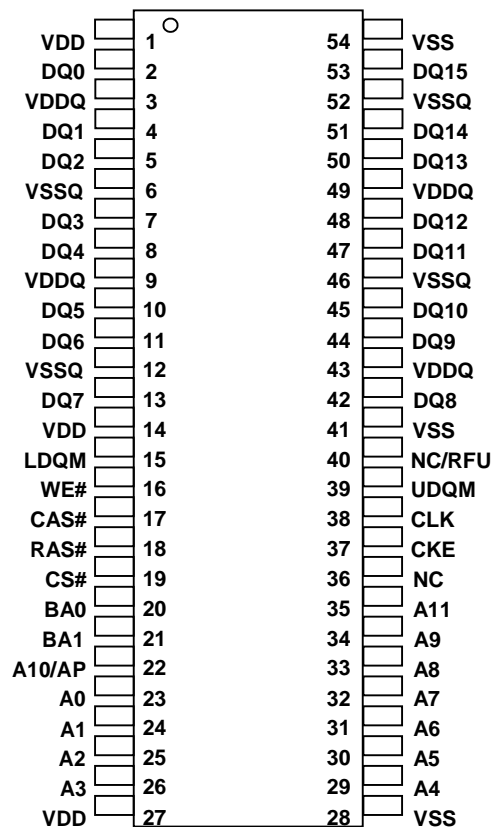 VDD 1 54 VSS
DQ0 2 53 DQ15
VDDQ 3 52 VSSQ
DQ1 4 51 DQ14
DQ2 5 50 DQ13
VSSQ 6 49 VDDQ
DQ3 7 48 DQ12
DQ4 8 47 DQ11
VDDQ 9 46 VSSQ
DQ5 10 45 DQ10
DQ6 11 44 DQ9
VSSQ 12 43 VDDQ
DQ7 13 42 DQ8
VDD 14 41 VSS
LDQM 15 40 NC/RFU
WE# 16 39 UDQM
CAS# 17 38 CLK
RAS# 18 37 CKE
CS# 19 36 NC
BA0 20 35 A11
BA1 21 34 A9
A10/AP 22 33 A8
A0 23 32 A7
A1 24 31 A6
A2 25 30 A5
A3 26 29 A4
VDD 27 28 VSS